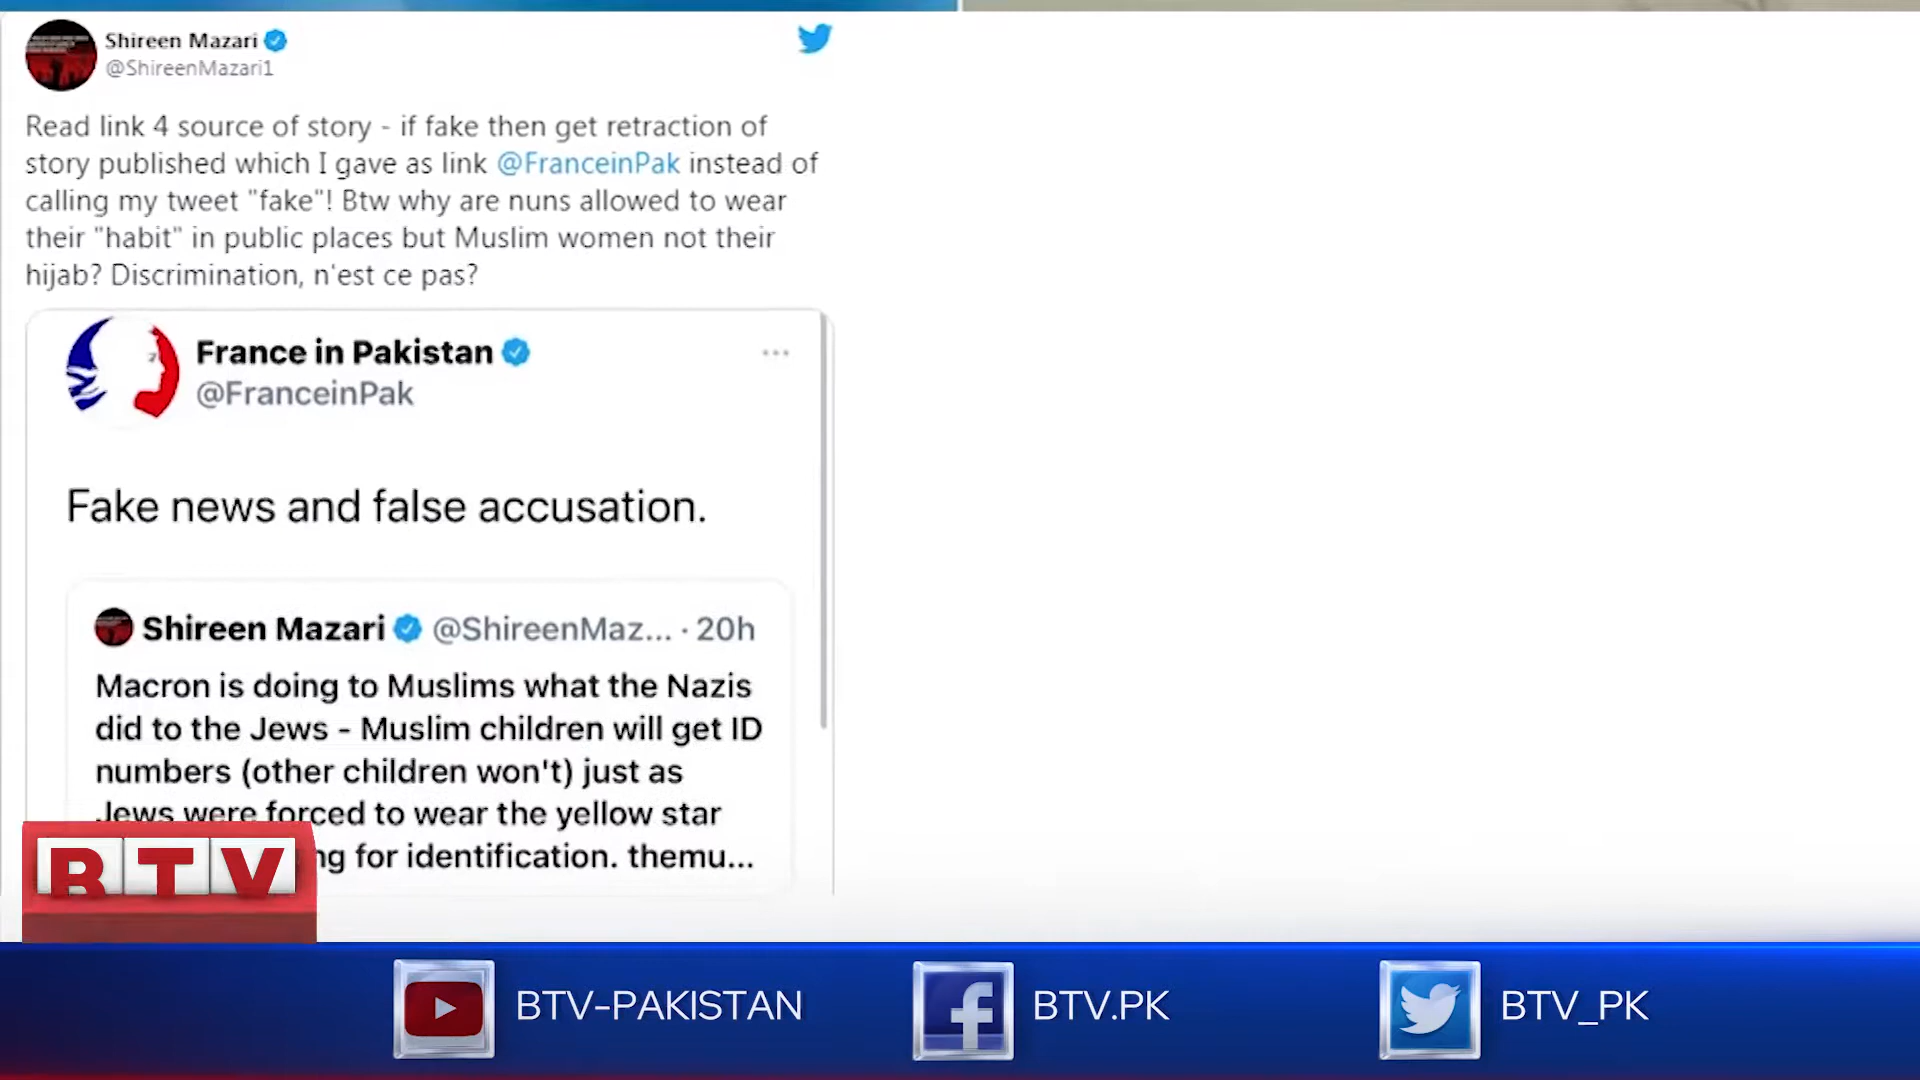 Shireen Mazari
@ShireenMazari1
Read link 4 source of story - if fake then get retraction of
story published which I gave as link @FranceinPak instead of
calling my tweet "fake"! Btw why are nuns allowed to wear
their "habit" in public places but Muslim women not their
hijab? Discrimination, n'est ce pas?
France in Pakistan
@FranceinPak
Fake news and false accusation.
Shireen Mazari @ShireenMaz... · 20h
Macron is doing to Muslims what the Nazis
did to the Jews - Muslim children will get ID
numbers (other children won't) just as
Jews were forced to wear the yellow star
for identification. themu...
BTV
BTV-PAKISTAN
BTV.PK
BTV_PK